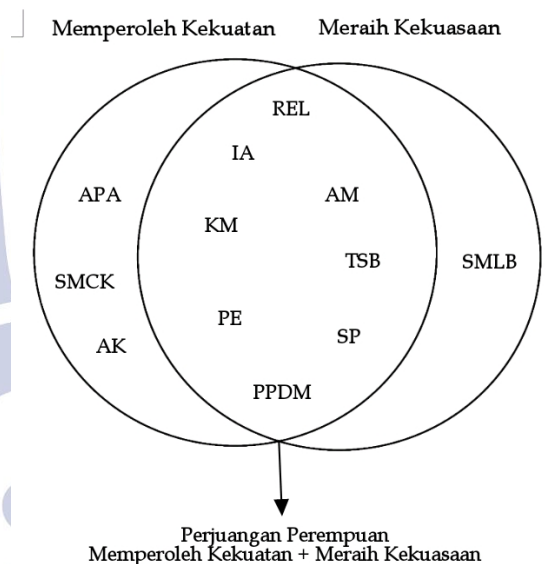 Memperoleh Kekuatan Meraih Kekuasaan
REL
IA
APA AM
KM
TSB SMLB
SMCK
PE
SP
AK
PPDM
Perjuangan Perempuan
Memperoleh Kekuatan + Meraih Kekuasaan